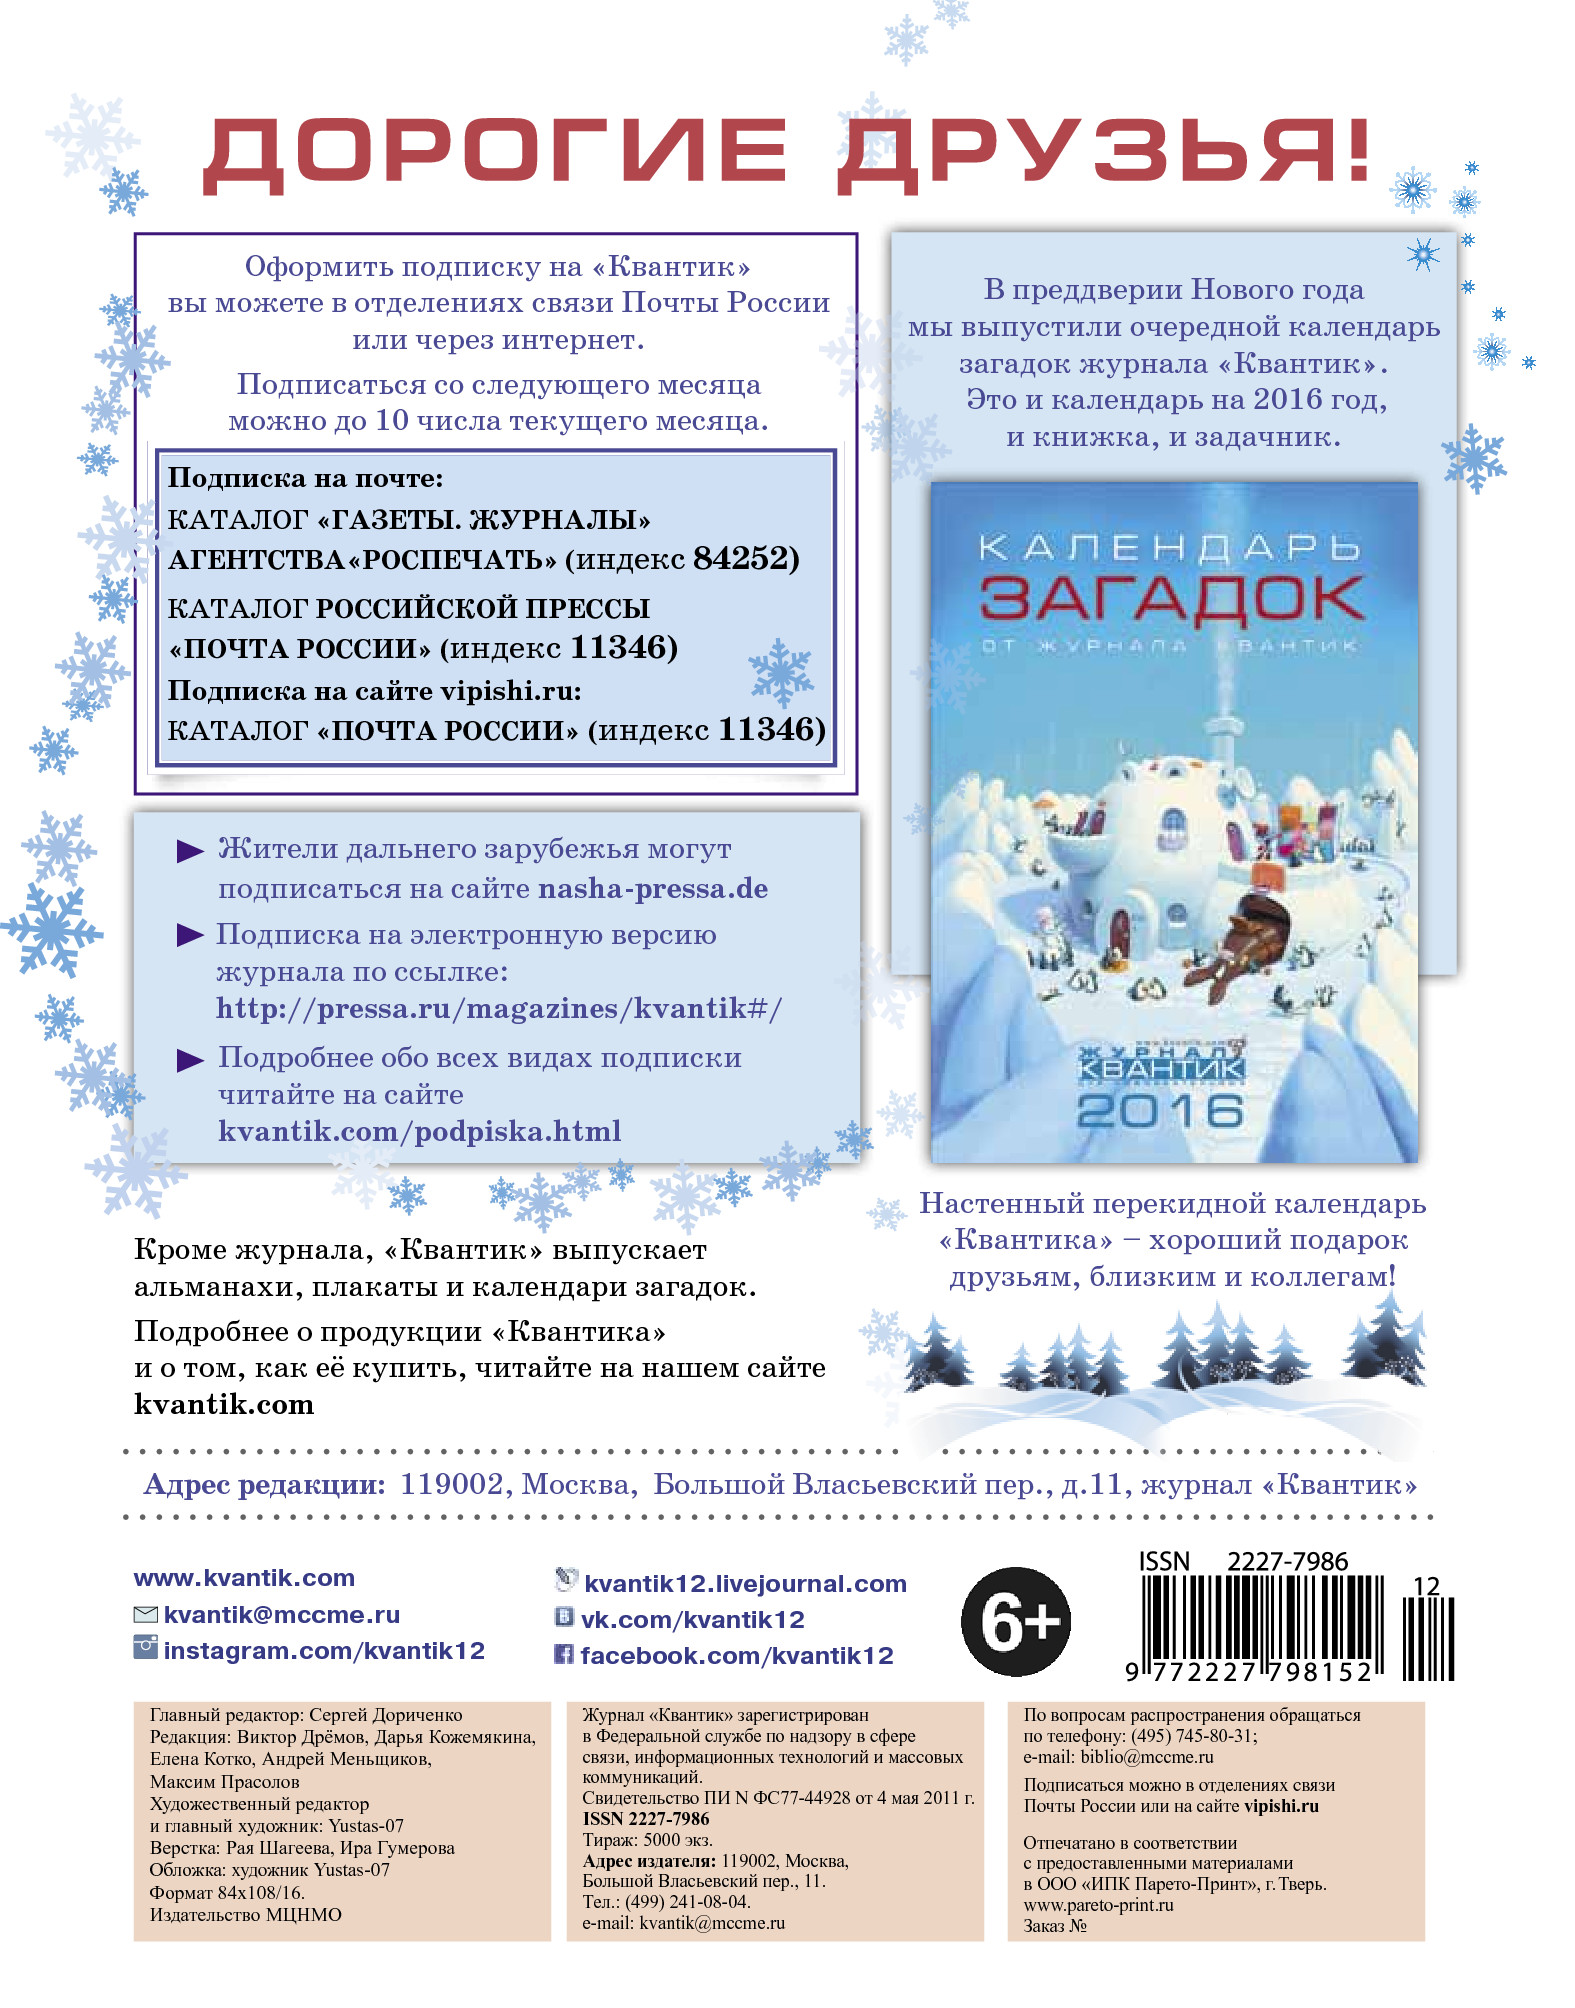 ДОРОГИЕ ДРУЗЬЯ!
Оформить подписку на «Квантик»
вы можете в отделениях связи Почты России
или через интернет.
Подписаться со следующего месяца
можно до 10 числа текущего месяца.
Подписка на почте:
КАТАЛОГ «ГАЗЕТЫ. ЖУРНАЛЫ»
АГЕНТСТВА«РОСПЕЧАТЬ» (индекс 84252)
КАТАЛОГ РОССИЙСКОЙ ПРЕССЫ
«ПОЧТА РОССИИ» (индекс 11346)
Подписка на сайте vipishi.ru:
КАТАЛОГ «ПОЧТА РОССИИ» (индекс 11346)
Жители дальнего зарубежья могут
подписаться на сайте nasha-pressa.de
Подписка на электронную версию
журнала по ссылке:
http://pressa.ru/magazines/kvantik#/
Подробнее обо всех видах подписки
читайте на сайте
kvantik.com/podpiska.html
Кроме журнала, «Квантик» выпускает
альманахи, плакаты и календари загадок.
Подробнее о продукции «Квантика»
и о том, как её купить, читайте на нашем сайте
kvantik.com
В преддверии Нового года
мы выпустили очередной календарь
загадок журнала «Квантик».
Это и календарь на 2016 год,
и книжка, и задачник.
КАЛЕНДАРЬ
ЗАГАДОК
ОТ ЖУРНАЛА КВАНТИК
ЖУРНАЛ
КВАНТИК
2016
Настенный перекидной календарь
«Квантика» – хороший подарок
друзьям, близким и коллегам!
Адрес редакции: 119002, Москва, Большой Власьевский пер., д.11, журнал «Квантик»
www.kvantik.com
kvantik@mccme.ru
instagram.com/kvantik12
kvantik12.livejournal.com
vk.com/kvantik12
facebook.com/kvantik12
6+
ISSN 2227-7986
12
9 772227 798152
Главный редактор: Сергей Дориченко
Редакция: Виктор Дрёмов, Дарья Кожемякина,
Елена Котко, Андрей Меньщиков,
Максим Прасолов
Художественный редактор
и главный художник: Yustas-07
Верстка: Рая Шагеева, Ира Гумерова
Обложка: художник Yustas-07
Формат 84х108/16.
Издательство МЦНМО
Журнал «Квантик» зарегистрирован
в Федеральной службе по надзору в сфере
связи, информационных технологий и массовых
коммуникаций.
Свидетельство ПИ N ФС77-44928 от 4 мая 2011 г.
ISSN 2227-7986
Тираж: 5000 экз.
Адрес издателя: 119002, Москва,
Большой Власьевский пер., 11.
Тел.: (499) 241-08-04.
e-mail: kvantik@mccme.ru
По вопросам распространения обращаться
по телефону: (495) 745-80-31;
e-mail: biblio@mccme.ru
Подписаться можно в отделениях связи
Почты России или на сайте vipishi.ru
Отпечатано в соответствии
с предоставленными материалами
в ООО «ИПК Парето-Принт», г. Тверь.
www.pareto-print.ru
Заказ №